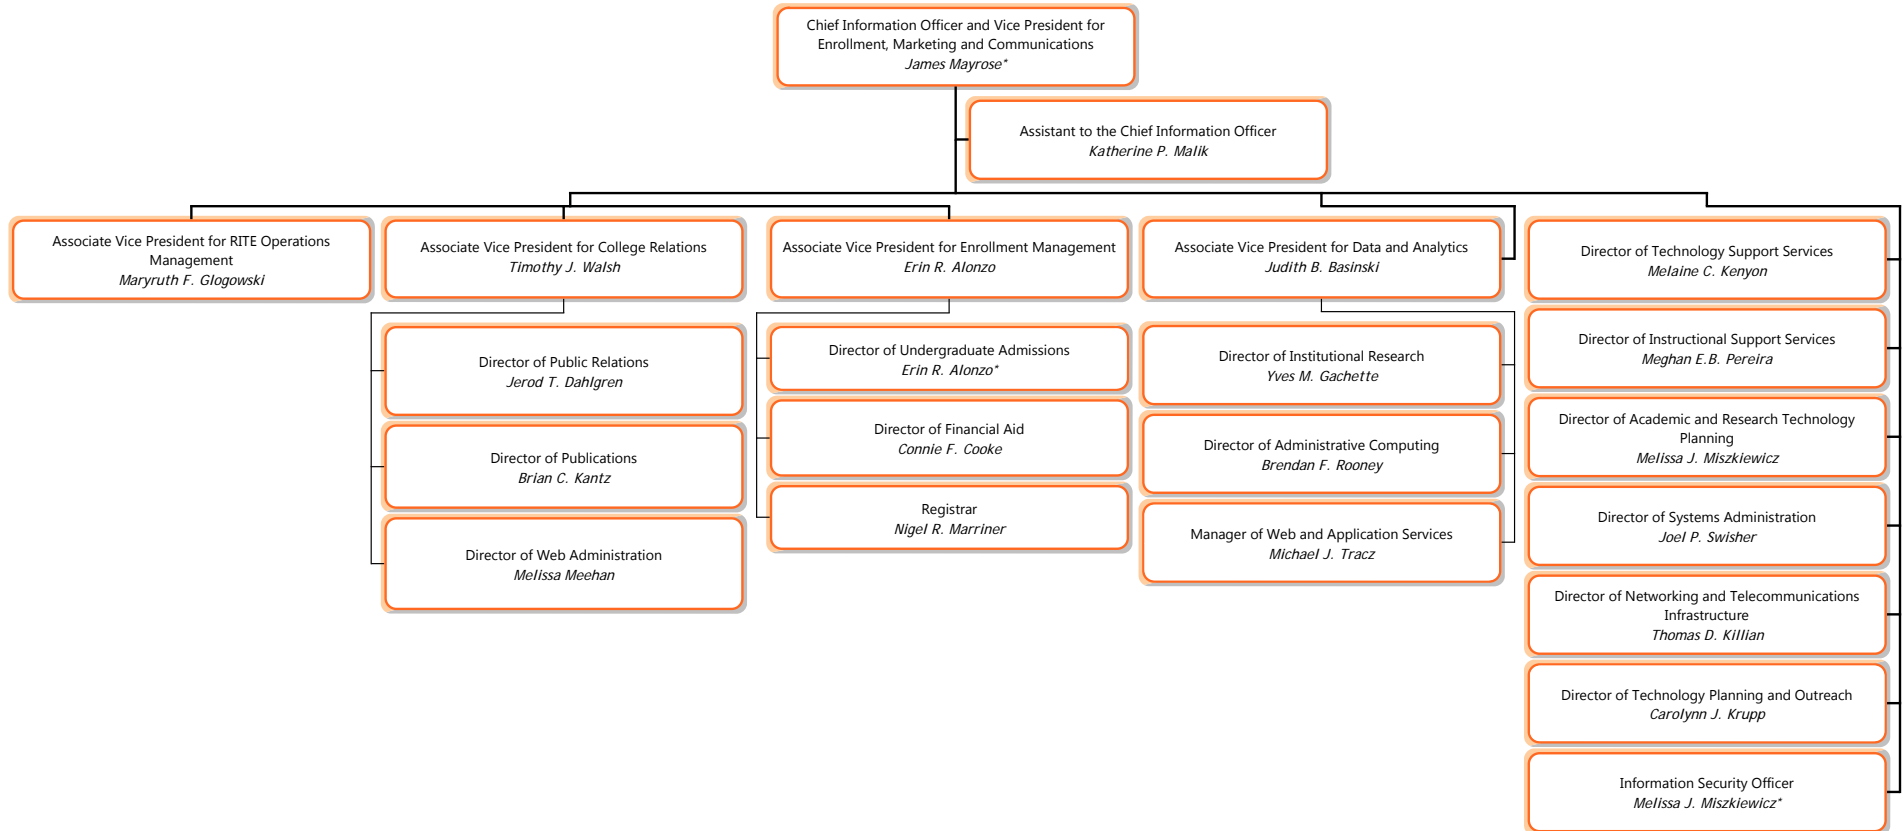 Chief Information Officer and Vice President for
Enrollment, Marketing and Communications
James Mayrose*
Assistant to the Chief Information Officer
Katherine P. Malik
Associate Vice President for RITE Operations
Management
Maryruth F. Glogowski
Associate Vice President for College Relations
Timothy J. Walsh
Director of Public Relations
Jerod T. Dahlgren
Director of Publications
Brian C. Kantz
Director of Web Administration
Melissa Meehan
Associate Vice President for Enrollment Management
Erin R. Alonzo
Director of Undergraduate Admissions
Erin R. Alonzo*
Director of Financial Aid
Connie F. Cooke
Registrar
Nigel R. Marriner
Associate Vice President for Data and Analytics
Judith B. Basinski
Director of Institutional Research
Yves M. Gachette
Director of Administrative Computing
Brendan F. Rooney
Manager of Web and Application Services
Michael J. Tracz
Director of Technology Support Services
Melaine C. Kenyon
Director of Instructional Support Services
Meghan E.B. Pereira
Director of Academic and Research Technology
Planning
Melissa J. Miszkiewicz
Director of Systems Administration
Joel P. Swisher
Director of Networking and Telecommunications
Infrastructure
Thomas D. Killian
Director of Technology Planning and Outreach
Carolynn J. Krupp
Information Security Officer
Melissa J. Miszkiewicz*